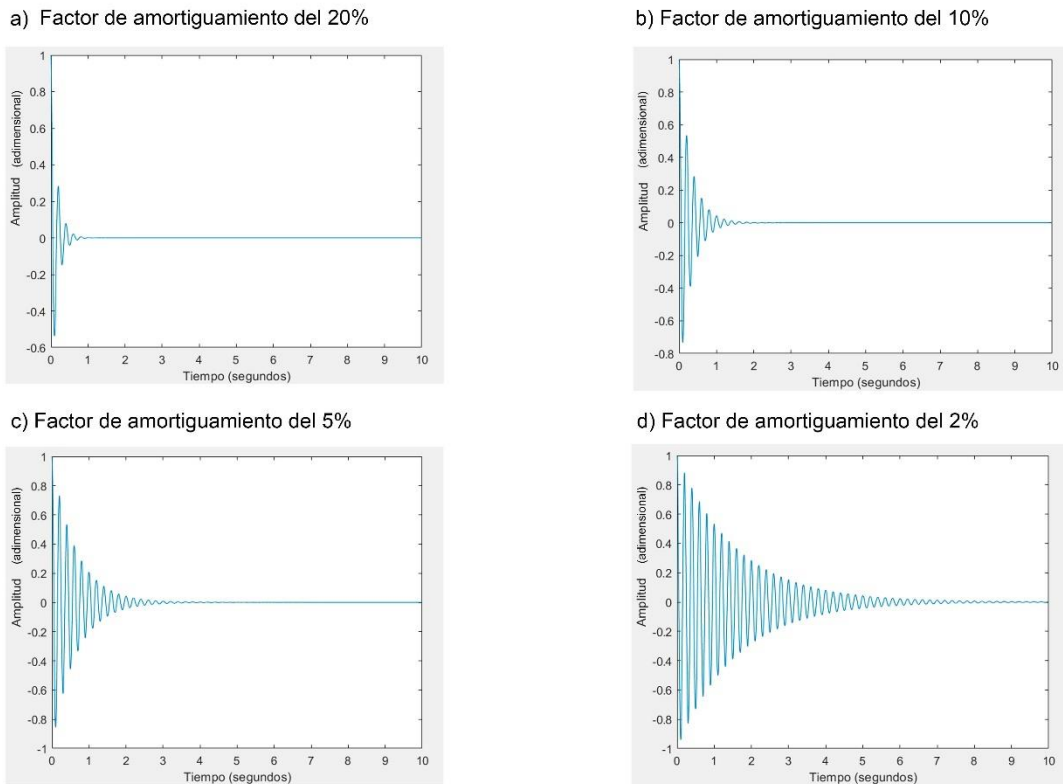 a) Factor de amortiguamiento del 20%
1
0.8
0.6
0.4
0.2
0
-0.2
-0.4
-0.6
Amplitud (adimensional)
0 1 2 3 4 5 6 7 8 9 10
Tiempo (segundos)
b) Factor de amortiguamiento del 10%
1
0.8
0.6
0.4
0.2
0
-0.2
-0.4
-0.6
-0.8
Amplitud (adimensional)
0 1 2 3 4 5 6 7 8 9 10
Tiempo (segundos)
c) Factor de amortiguamiento del 5%
1
0.8
0.6
0.4
0.2
0
-0.2
-0.4
-0.6
-0.8
-1
Amplitud (adimensional)
0 1 2 3 4 5 6 7 8 9 10
Tiempo (segundos)
d) Factor de amortiguamiento del 2%
1
0.8
0.6
0.4
0.2
0
-0.2
-0.4
-0.6
-0.8
-1
Amplitud (adimensional)
0 1 2 3 4 5 6 7 8 9 10
Tiempo (segundos)